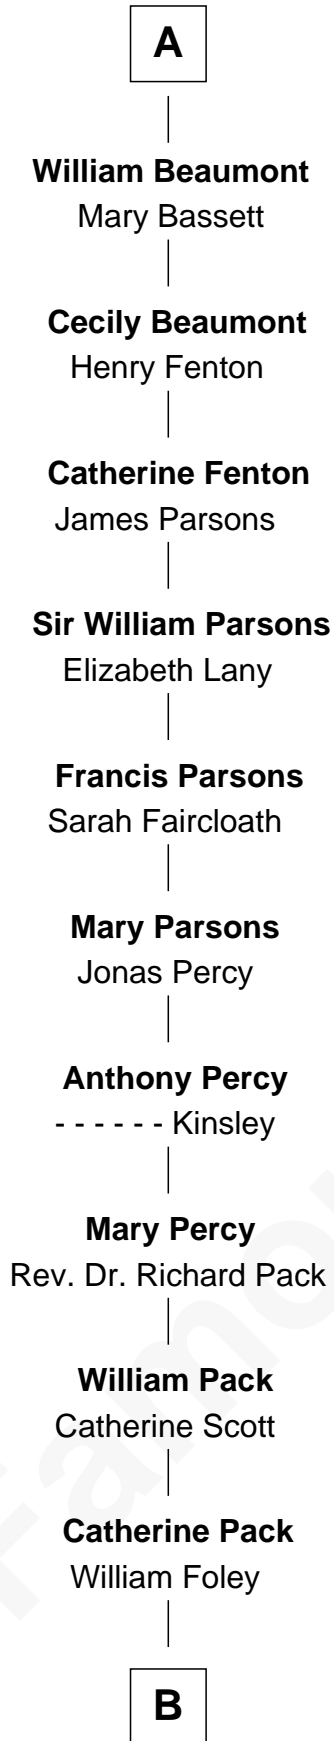 A
William Beaumont
Mary Bassett
Cecily Beaumont
Henry Fenton
Catherine Fenton
James Parsons
Sir William Parsons
Elizabeth Lany
Francis Parsons
Sarah Faircloath
Mary Parsons
Jonas Percy
Anthony Percy
- - - - - - Kinsley
Mary Percy
Rev. Dr. Richard Pack
William Pack
Catherine Scott
Catherine Pack
William Foley
B